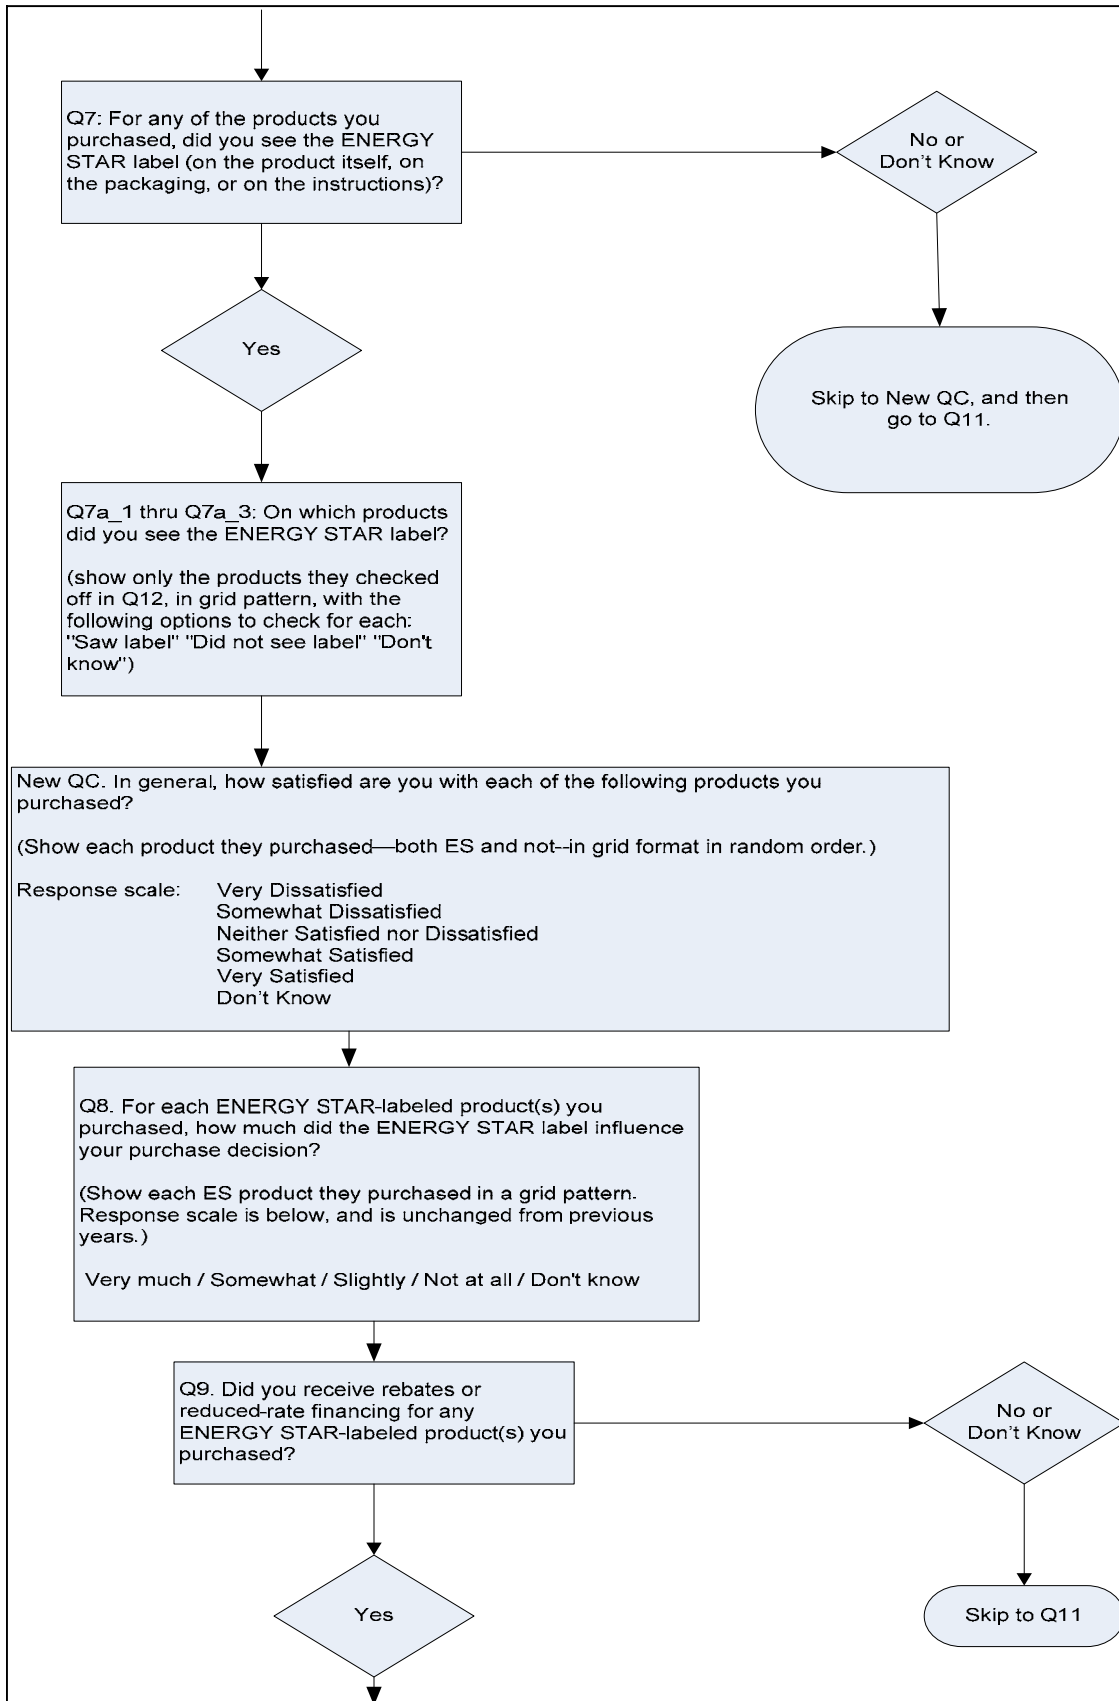 Q7: For any of the products you
purchased, did you see the ENERGY
STAR label (on the product itself, on
the packaging, or on the instructions)?
No or
Don't Know
Yes
Skip to New QC, and then
go to Q11.
Q7a_1 thru Q7a_3: On which products
did you see the ENERGY STAR label?
(show only the products they checked
off in Q12, in grid pattern, with the
following options to check for each:
"Saw label" "Did not see label" "Don't
know")
New QC. In general, how satisfied are you with each of the following products you
purchased?
(Show each product they purchased—both ES and not--in grid format in random order.)
Response scale: Very Dissatisfied
Somewhat Dissatisfied
Neither Satisfied nor Dissatisfied
Somewhat Satisfied
Very Satisfied
Don't Know
Q8. For each ENERGY STAR-labeled product(s) you
purchased, how much did the ENERGY STAR label influence
your purchase decision?
(Show each ES product they purchased in a grid pattern.
Response scale is below, and is unchanged from previous
years.)
Very much / Somewhat / Slightly / Not at all / Don't know
Q9. Did you receive rebates or
reduced-rate financing for any
ENERGY STAR-labeled product(s) you
purchased?
No or
Don't Know
Yes
Skip to Q11